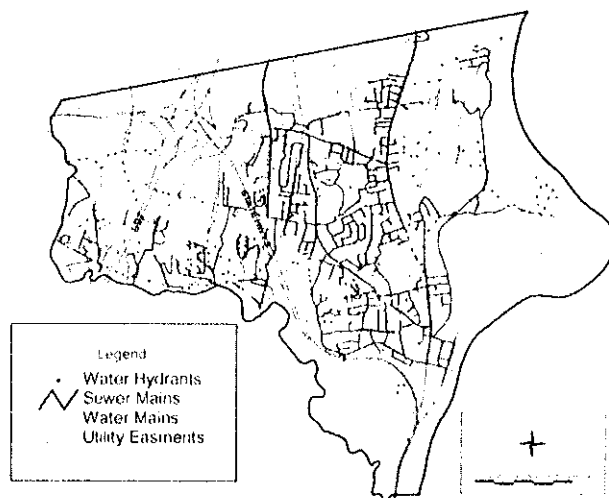 Legend
Water Hydrants
Sewer Mains
Water Mains
Utility Easments